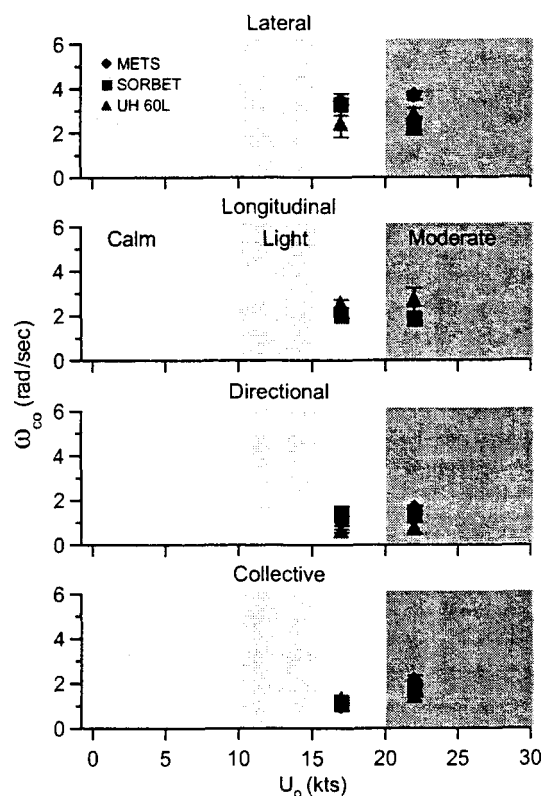 Lateral
6
METS
SORBET
UH 60L
4
2
0
Longitudinal
6
Calm Light Moderate
4
2
0
Directional
6
4
2
0
Collective
6
4
2
0
0 5 10 15 20 25 30
ω_co (rad/sec)
U_o (kts)